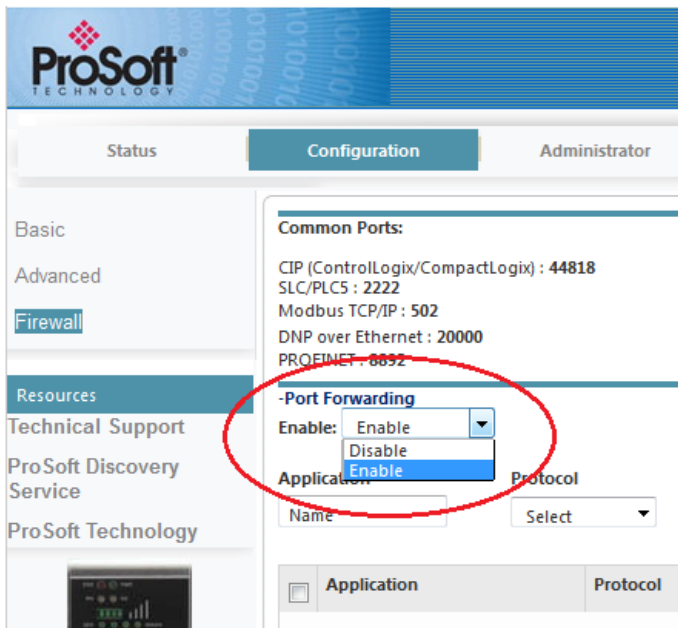 ProSoft®
TECHNOLOGY
Status Configuration Administrator
Basic
Advanced
Firewall
Resources
Technical Support
ProSoft Discovery
Service
ProSoft Technology
Common Ports:
CIP (ControlLogix/CompactLogix) : 44818
SLC/PLC5 : 2222
Modbus TCP/IP : 502
DNP over Ethernet : 20000
PROFINET : 8892
-Port Forwarding
Enable: Enable
Disable
Enable
Application Protocol
Name Select
Application Protocol